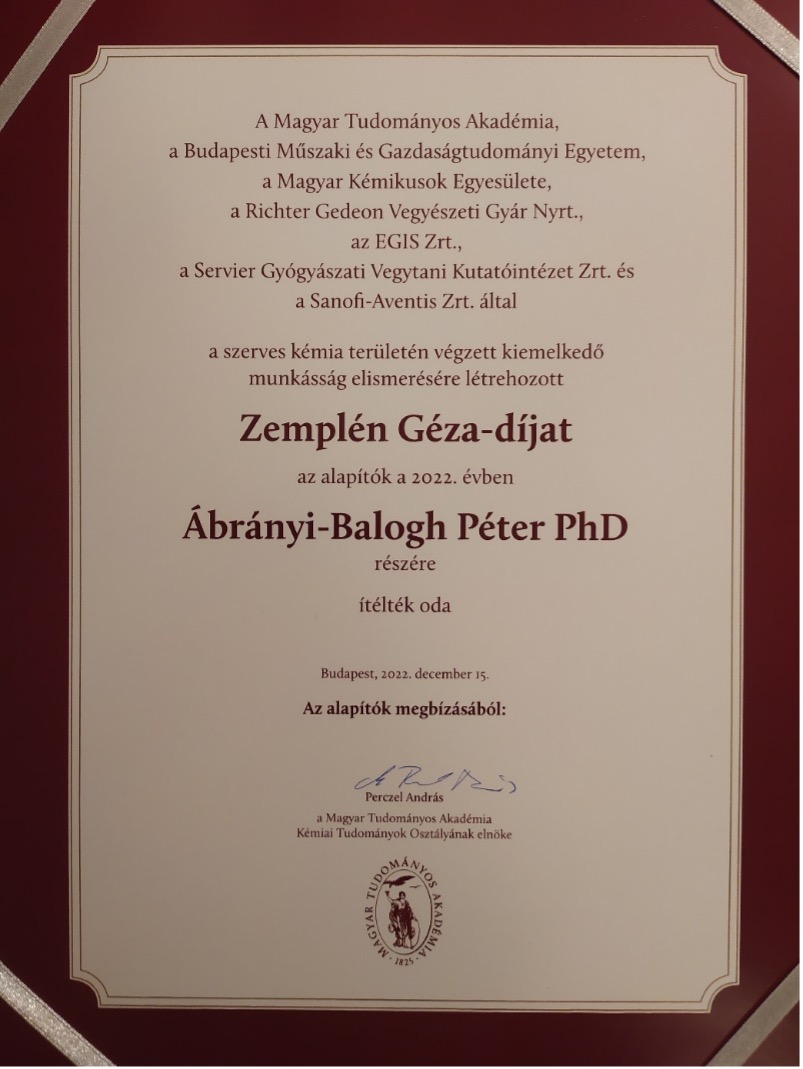 A Magyar Tudományos Akadémia,
a Budapesti Műszaki és Gazdaságtudományi Egyetem,
a Magyar Kémikusok Egyesülete,
a Richter Gedeon Vegyészeti Gyár Nyrt.,
az EGIS Zrt.,
a Servier Gyógyászati Vegytani Kutatóintézet Zrt. és
a Sanofi-Aventis Zrt. által
a szerves kémia területén végzett kiemelkedő
munkásság elismerésére létrehozott
Zemplén Géza-díjat
az alapítók a 2022. évben
Ábrányi-Balogh Péter PhD
részére
ítélték oda
Budapest, 2022. december 15.
Az alapítók megbízásából:
Perczel András
a Magyar Tudományos Akadémia
Kémiai Tudományok Osztályának elnöke
MAGYAR TUDOMÁNYOS AKADÉMIA
· 1825 ·